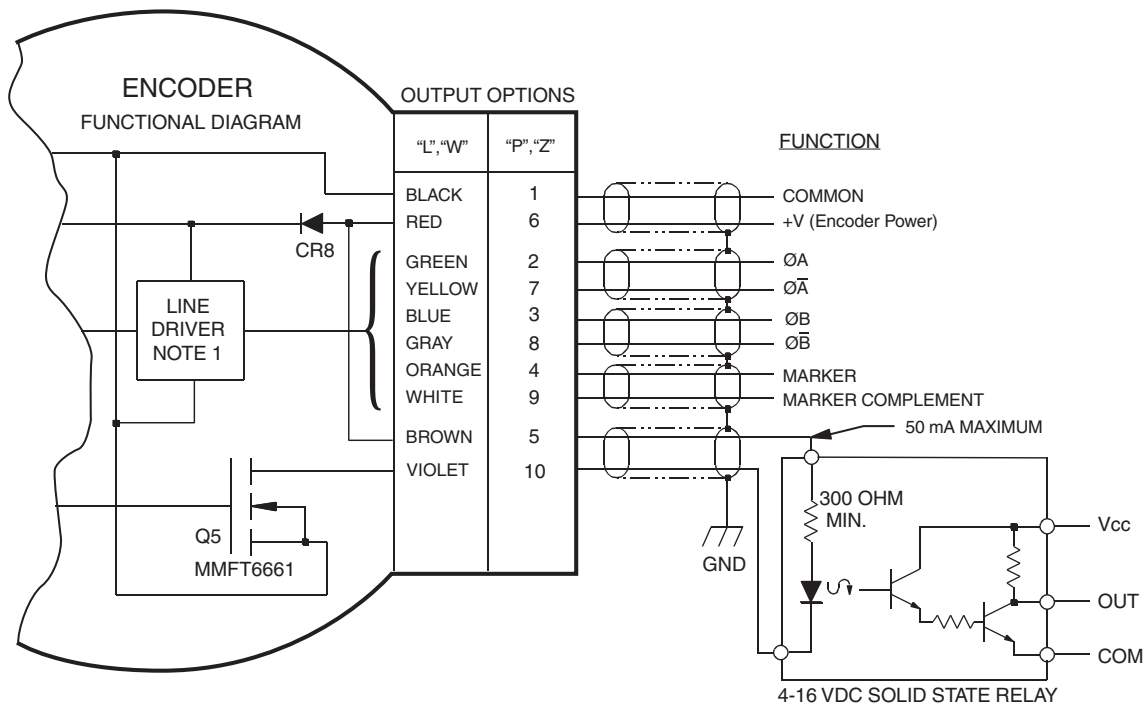 ENCODER
FUNCTIONAL DIAGRAM
OUTPUT OPTIONS
“L”,“W”
“P”,“Z”
FUNCTION
BLACK 1 COMMON
RED 6 +V (Encoder Power)
CR8
GREEN 2 ØA
YELLOW 7 ØA̅
BLUE 3 ØB
GRAY 8 ØB̅
ORANGE 4 MARKER
WHITE 9 MARKER COMPLEMENT
LINE
DRIVER
NOTE 1
BROWN 5
50 mA MAXIMUM
VIOLET 10
Q5
MMFT6661
GND
300 OHM
MIN.
Vcc
OUT
COM
4-16 VDC SOLID STATE RELAY